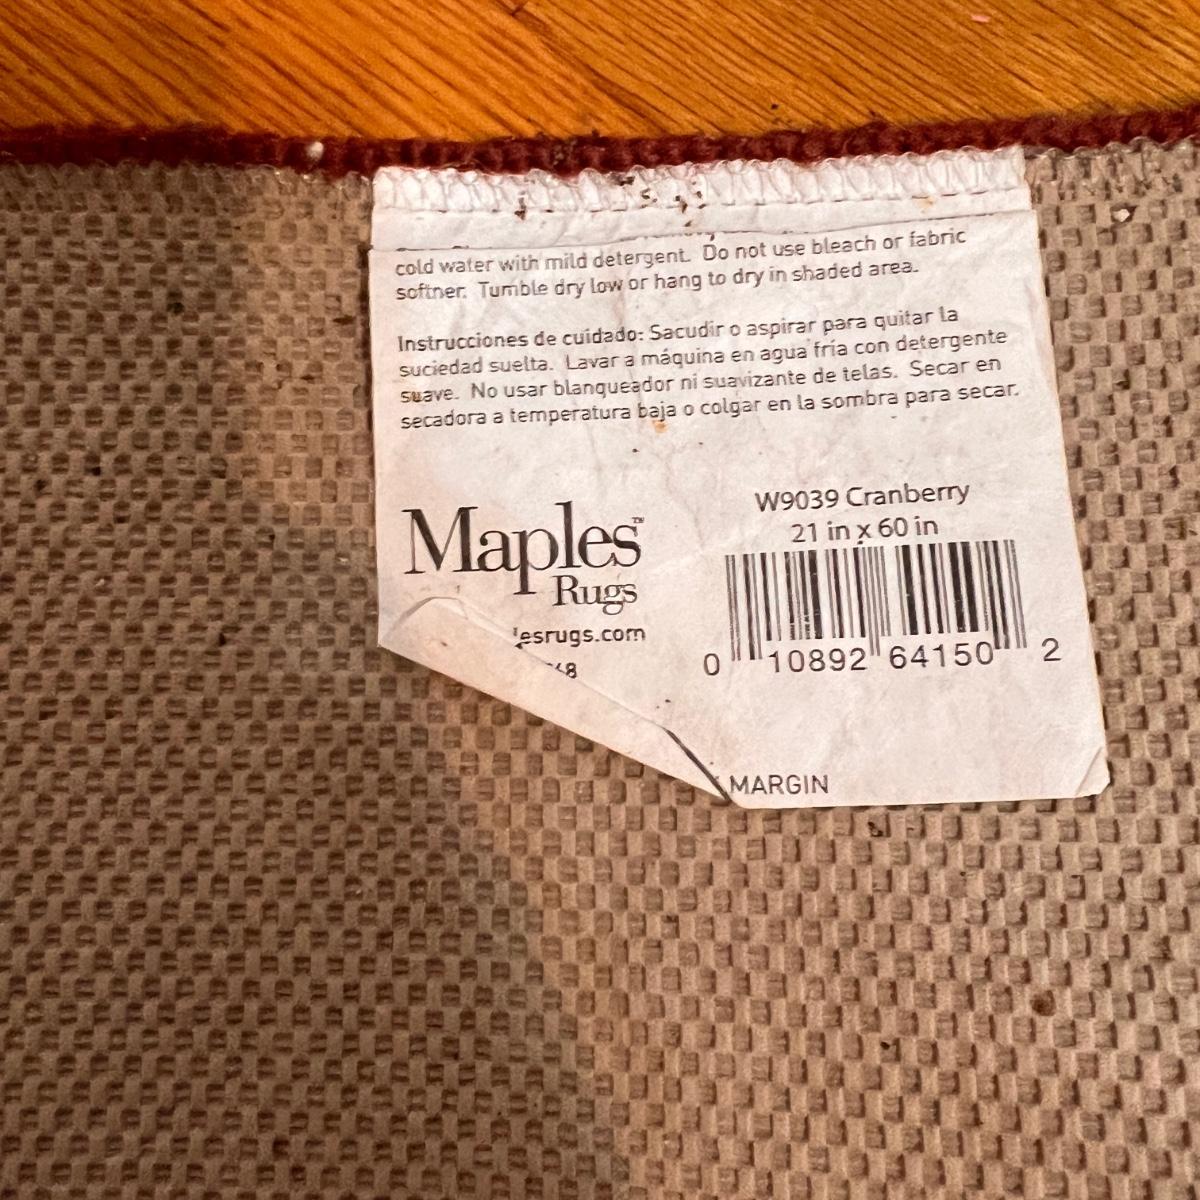 cold water with mild detergent. Do not use bleach or fabric
softner. Tumble dry low or hang to dry in shaded area.
Instrucciones de cuidado: Sacudir o aspirar para quitar la
suciedad suelta. Lavar a máquina en agua fría con detergente
suave. No usar blanqueador ni suavizante de telas. Secar en
secadora a temperatura baja o colgar en la sombra para secar.
Maples™
Rugs
esrugs.com
W9039 Cranberry
21 in x 60 in
0 10892 64150 2
MARGIN